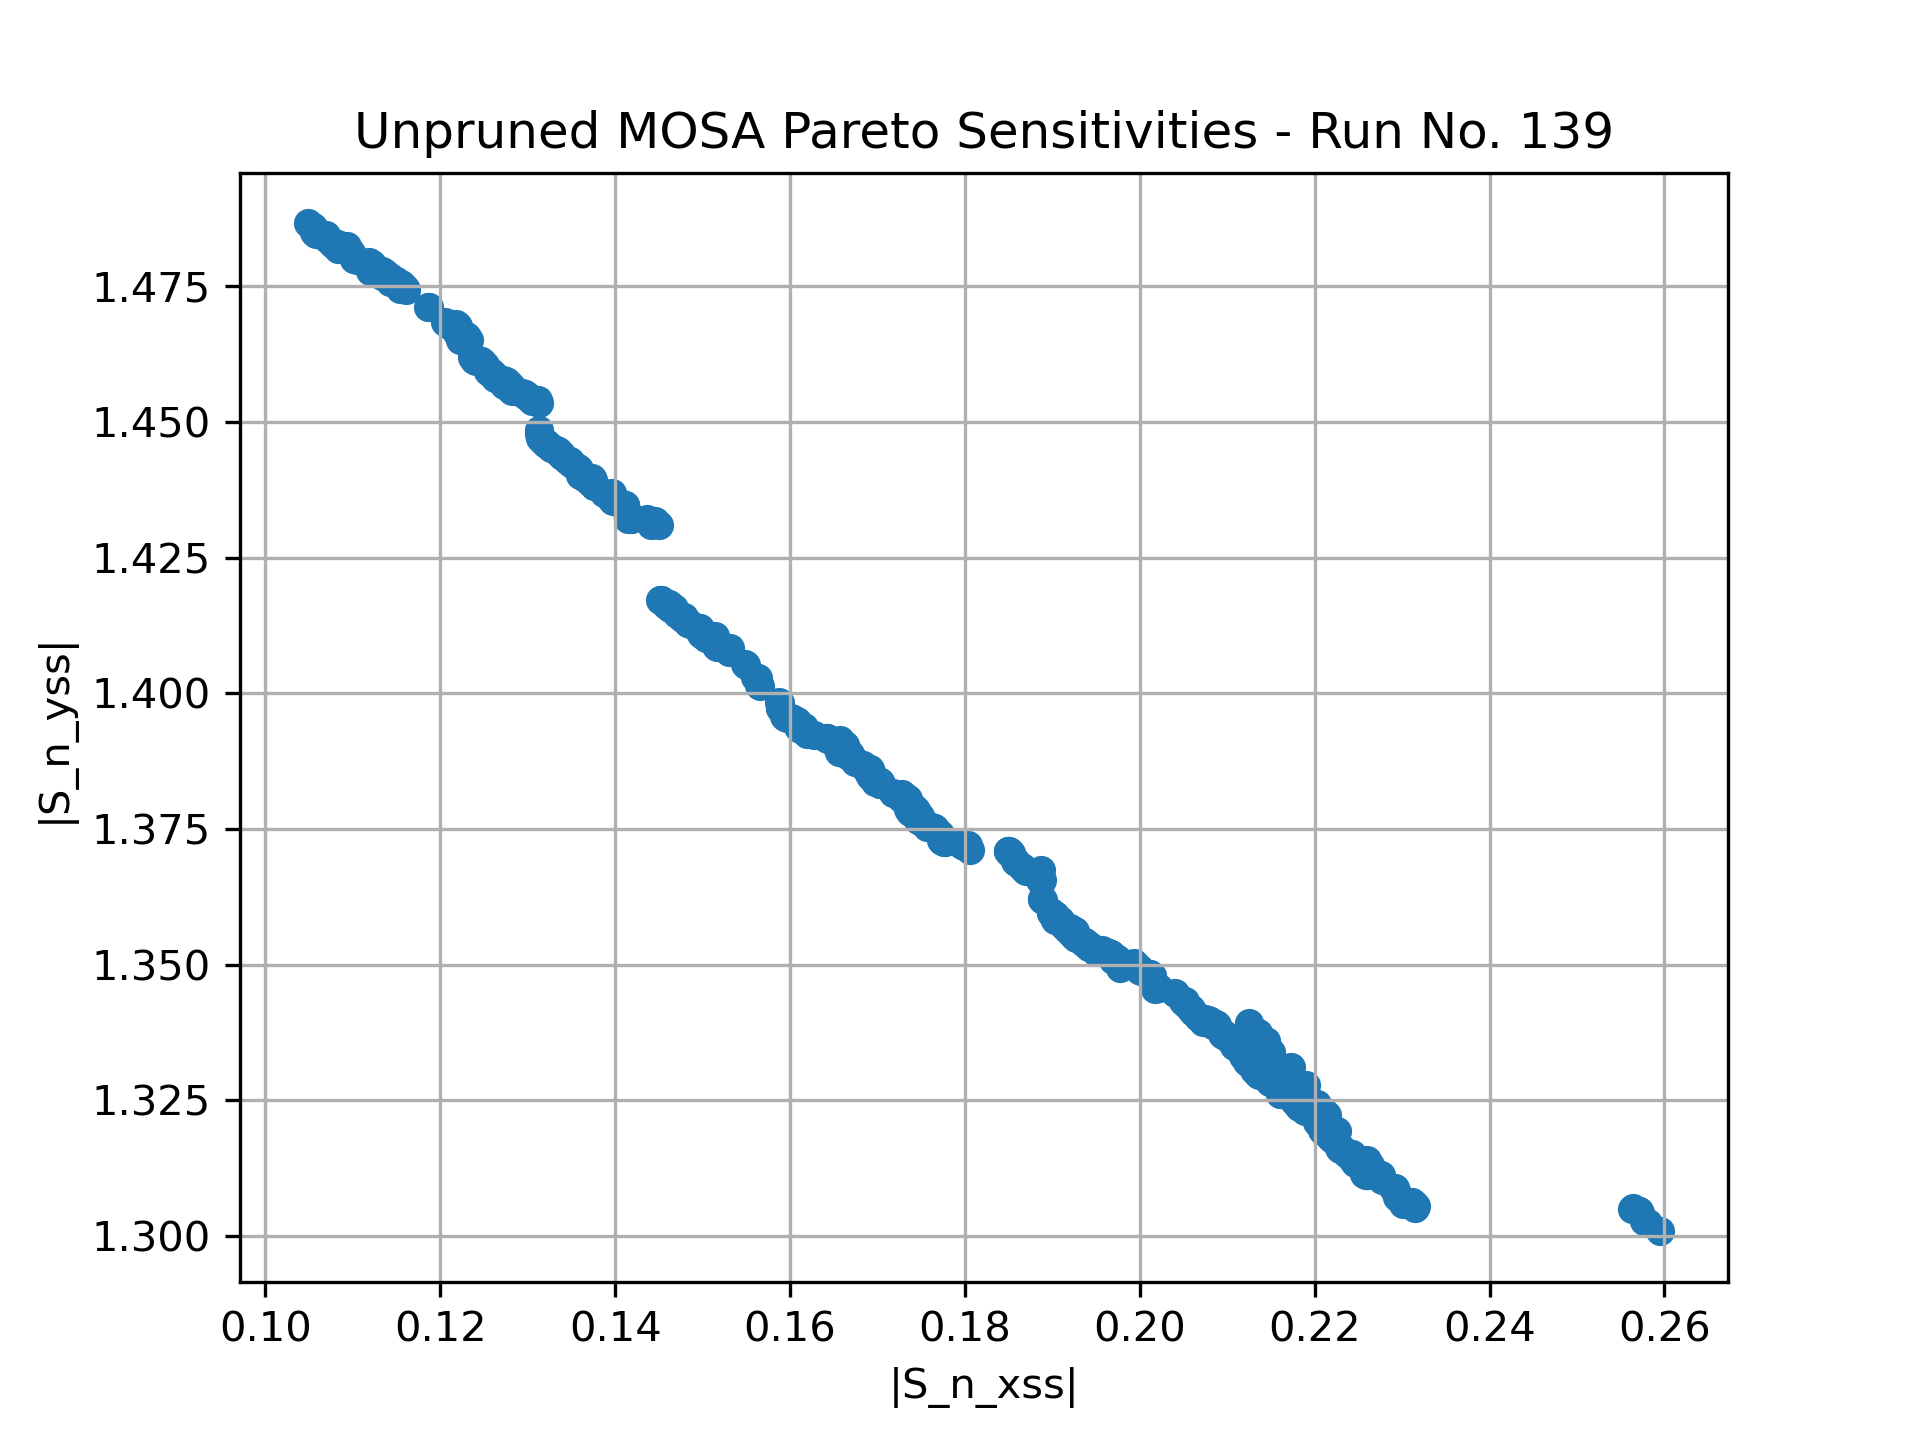 Unpruned MOSA Pareto Sensitivities - Run No. 139
|S_n_yss|
1.475
1.450
1.425
1.400
1.375
1.350
1.325
1.300
0.10 0.12 0.14 0.16 0.18 0.20 0.22 0.24 0.26
|S_n_xss|